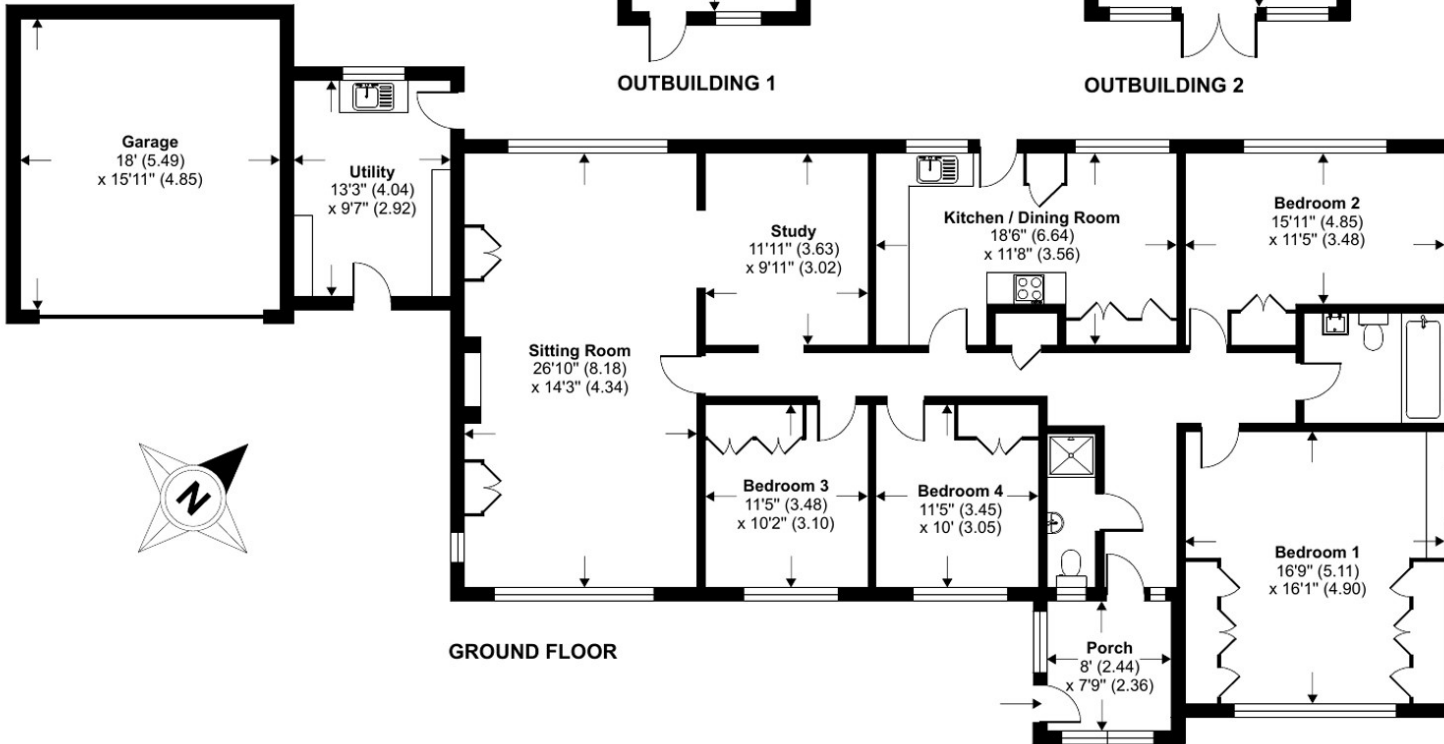 OUTBUILDING 1
OUTBUILDING 2
Garage
18' (5.49)
x 15'11" (4.85)
Utility
13'3" (4.04)
x 9'7" (2.92)
Study
11'11" (3.63)
x 9'11" (3.02)
Kitchen / Dining Room
18'6" (6.64)
x 11'8" (3.56)
Bedroom 2
15'11" (4.85)
x 11'5" (3.48)
Sitting Room
26'10" (8.18)
x 14'3" (4.34)
N
Bedroom 3
11'5" (3.48)
x 10'2" (3.10)
Bedroom 4
11'5" (3.45)
x 10' (3.05)
Bedroom 1
16'9" (5.11)
x 16'1" (4.90)
GROUND FLOOR
Porch
8' (2.44)
x 7'9" (2.36)